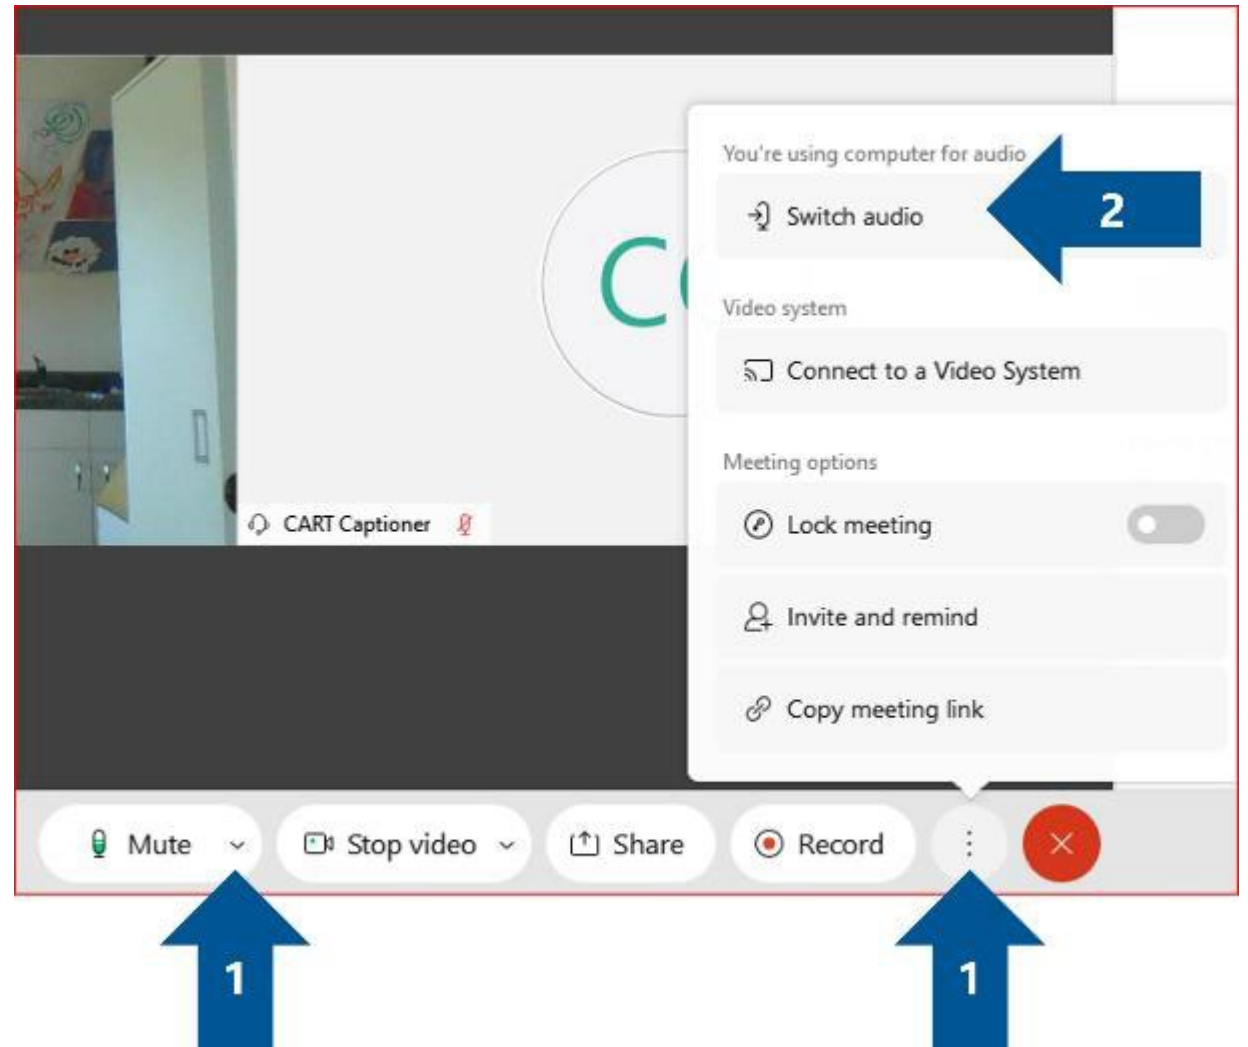 You're using computer for audio
Switch audio
2
Video system
Connect to a Video System
Meeting options
Lock meeting
Invite and remind
Copy meeting link
C
CART Captioner
Mute
Stop video
Share
Record
1
1